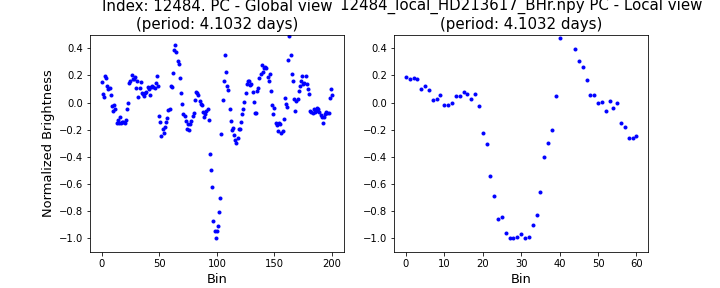 Index: 12484. PC - Global view
(period: 4.1032 days)
12484_local_HD213617_BHr.npy PC - Local view
(period: 4.1032 days)
Normalized Brightness
0.4
0.2
0.0
−0.2
−0.4
−0.6
−0.8
−1.0
0 50 100 150 200
Bin
0.4
0.2
0.0
−0.2
−0.4
−0.6
−0.8
−1.0
0 10 20 30 40 50 60
Bin